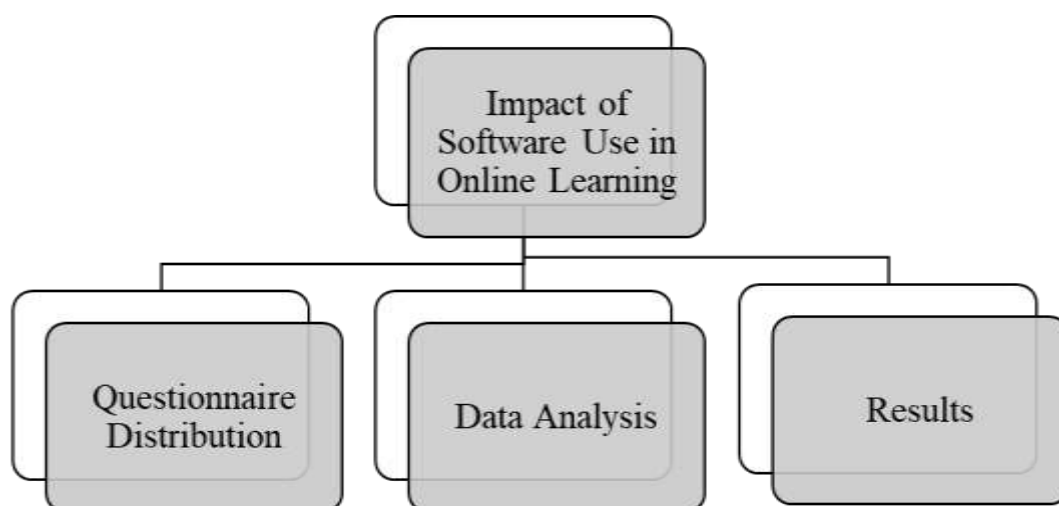 Impact of
Software Use in
Online Learning
Questionnaire
Distribution
Data Analysis
Results